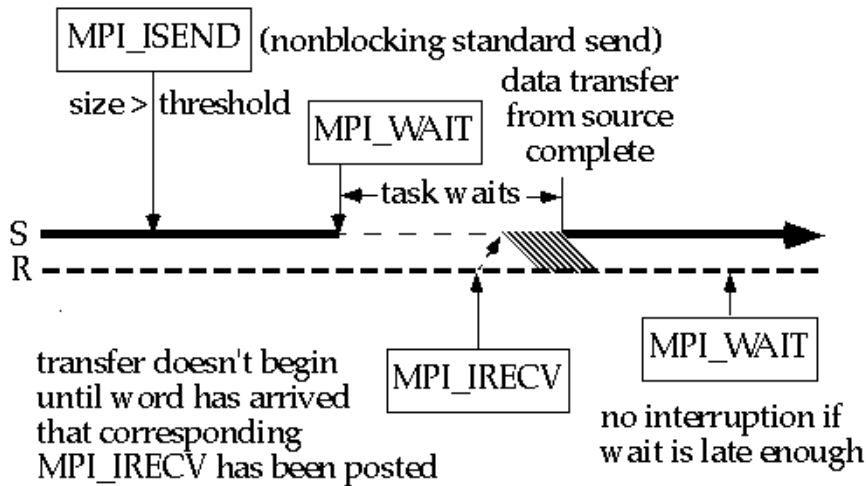 MPI_ISEND (nonblocking standard send)
size > threshold
data transfer
from source
complete
MPI_WAIT
task waits
S
R
MPI_IRECV
MPI_WAIT
transfer doesn't begin
until word has arrived
that corresponding
MPI_IRECV has been posted
no interruption if
wait is late enough